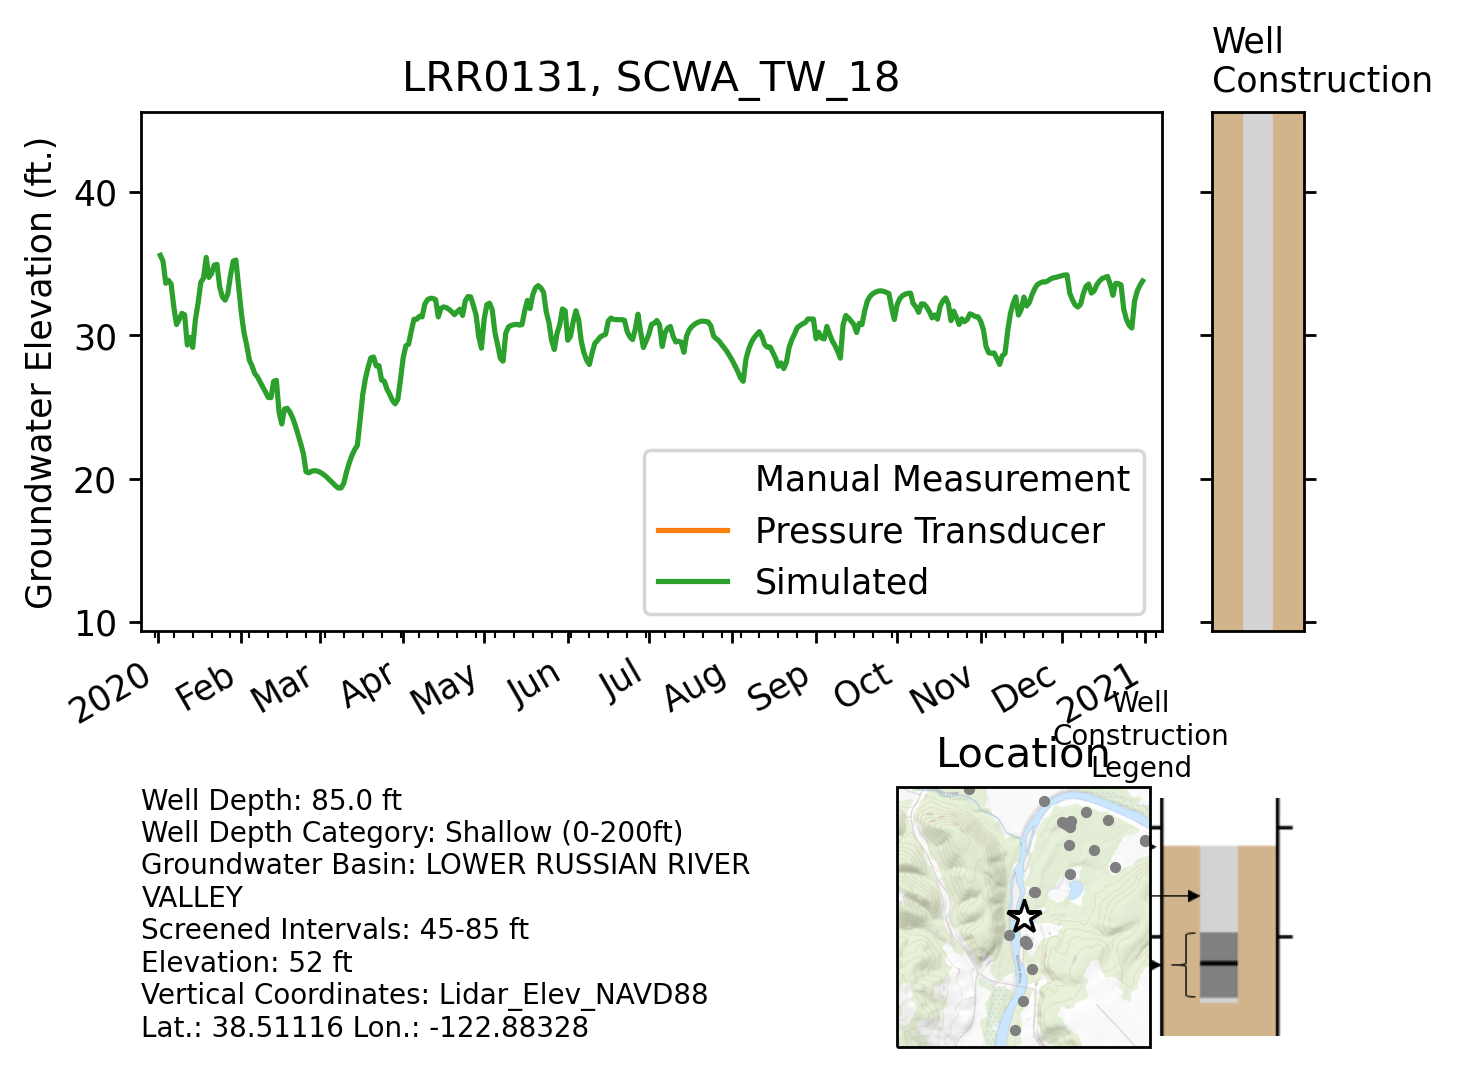 Well
Construction
LRR0131, SCWA_TW_18
Groundwater Elevation (ft.)
40
30
20
10
Manual Measurement
Pressure Transducer
Simulated
2020
Feb
Mar
Apr
May
Jun
Jul
Aug
Sep
Oct
Nov
Dec
2021
Well
Construction
Legend
Location
Well Depth: 85.0 ft
Well Depth Category: Shallow (0-200ft)
Groundwater Basin: LOWER RUSSIAN RIVER
VALLEY
Screened Intervals: 45-85 ft
Elevation: 52 ft
Vertical Coordinates: Lidar_Elev_NAVD88
Lat.: 38.51116 Lon.: -122.88328